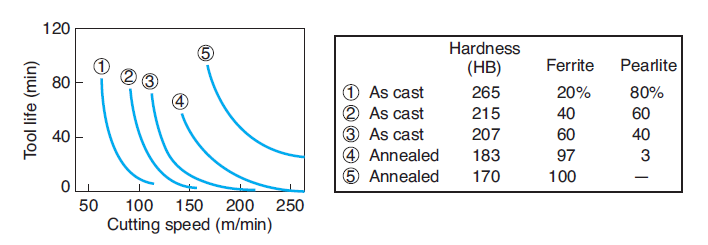 120
80
40
0
Tool life (min)
① ② ③ ④ ⑤
50 100 150 200 250
Cutting speed (m/min)
Hardness
(HB) Ferrite Pearlite
① As cast 265 20% 80%
② As cast 215 40 60
③ As cast 207 60 40
④ Annealed 183 97 3
⑤ Annealed 170 100 —